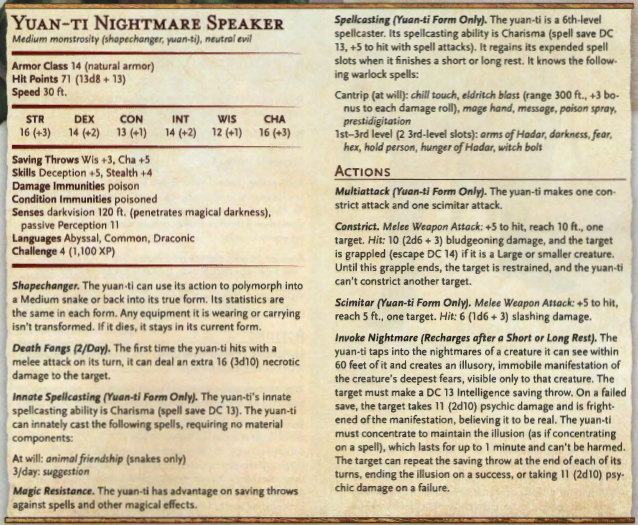 YUAN-TI NIGHTMARE SPEAKER
Medium monstrosity (shapechanger, yuan-ti), neutral evil
Armor Class 14 (natural armor)
Hit Points 71 (13d8 + 13)
Speed 30 ft.
STR DEX CON INT WIS CHA
16 (+3) 14 (+2) 13 (+1) 14 (+2) 12 (+1) 16 (+3)
Saving Throws Wis +3, Cha +5
Skills Deception +5, Stealth +4
Damage Immunities poison
Condition Immunities poisoned
Senses darkvision 120 ft. (penetrates magical darkness),
passive Perception 11
Languages Abyssal, Common, Draconic
Challenge 4 (1,100 XP)
Shapechanger. The yuan-ti can use its action to polymorph into
a Medium snake or back into its true form. Its statistics are
the same in each form. Any equipment it is wearing or carrying
isn't transformed. If it dies, it stays in its current form.
Death Fangs (2/Day). The first time the yuan-ti hits with a
melee attack on its turn, it can deal an extra 16 (3d10) necrotic
damage to the target.
Innate Spellcasting (Yuan-ti Form Only). The yuan-ti's innate
spellcasting ability is Charisma (spell save DC 13). The yuan-ti
can innately cast the following spells, requiring no material
components:
At will: animal friendship (snakes only)
3/day: suggestion
Magic Resistance. The yuan-ti has advantage on saving throws
against spells and other magical effects.
Spellcasting (Yuan-ti Form Only). The yuan-ti is a 6th-level
spellcaster. Its spellcasting ability is Charisma (spell save DC
13, +5 to hit with spell attacks). It regains its expended spell
slots when it finishes a short or long rest. It knows the follow-
ing warlock spells:
Cantrip (at will): chill touch, eldritch blast (range 300 ft., +3 bo-
nus to each damage roll), mage hand, message, poison spray,
prestidigitation
1st–3rd level (2 3rd-level slots): arms of Hadar, darkness, fear,
hex, hold person, hunger of Hadar, witch bolt
ACTIONS
Multiattack (Yuan-ti Form Only). The yuan-ti makes one con-
strict attack and one scimitar attack.
Constrict. Melee Weapon Attack: +5 to hit, reach 10 ft., one
target. Hit: 10 (2d6 + 3) bludgeoning damage, and the target
is grappled (escape DC 14) if it is a Large or smaller creature.
Until this grapple ends, the target is restrained, and the yuan-ti
can't constrict another target.
Scimitar (Yuan-ti Form Only). Melee Weapon Attack: +5 to hit,
reach 5 ft., one target. Hit: 6 (1d6 + 3) slashing damage.
Invoke Nightmare (Recharges after a Short or Long Rest). The
yuan-ti taps into the nightmares of a creature it can see within
60 feet of it and creates an illusory, immobile manifestation of
the creature's deepest fears, visible only to that creature. The
target must make a DC 13 Intelligence saving throw. On a failed
save, the target takes 11 (2d10) psychic damage and is fright-
ened of the manifestation, believing it to be real. The yuan-ti
must concentrate to maintain the illusion (as if concentrating
on a spell), which lasts for up to 1 minute and can't be harmed.
The target can repeat the saving throw at the end of each of its
turns, ending the illusion on a success, or taking 11 (2d10) psy-
chic damage on a failure.